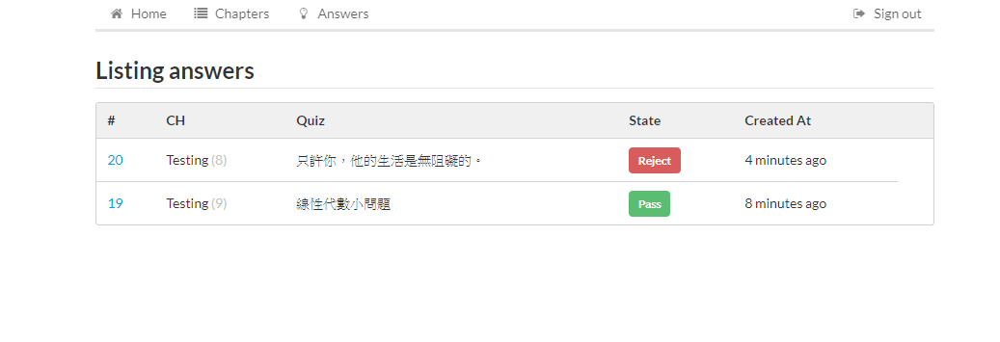 Home Chapters Answers Sign out
Listing answers
# CH Quiz State Created At
20 Testing (8) 只許你，他的生活是無阻礙的。 Reject 4 minutes ago
19 Testing (9) 線性代數小問題 Pass 8 minutes ago